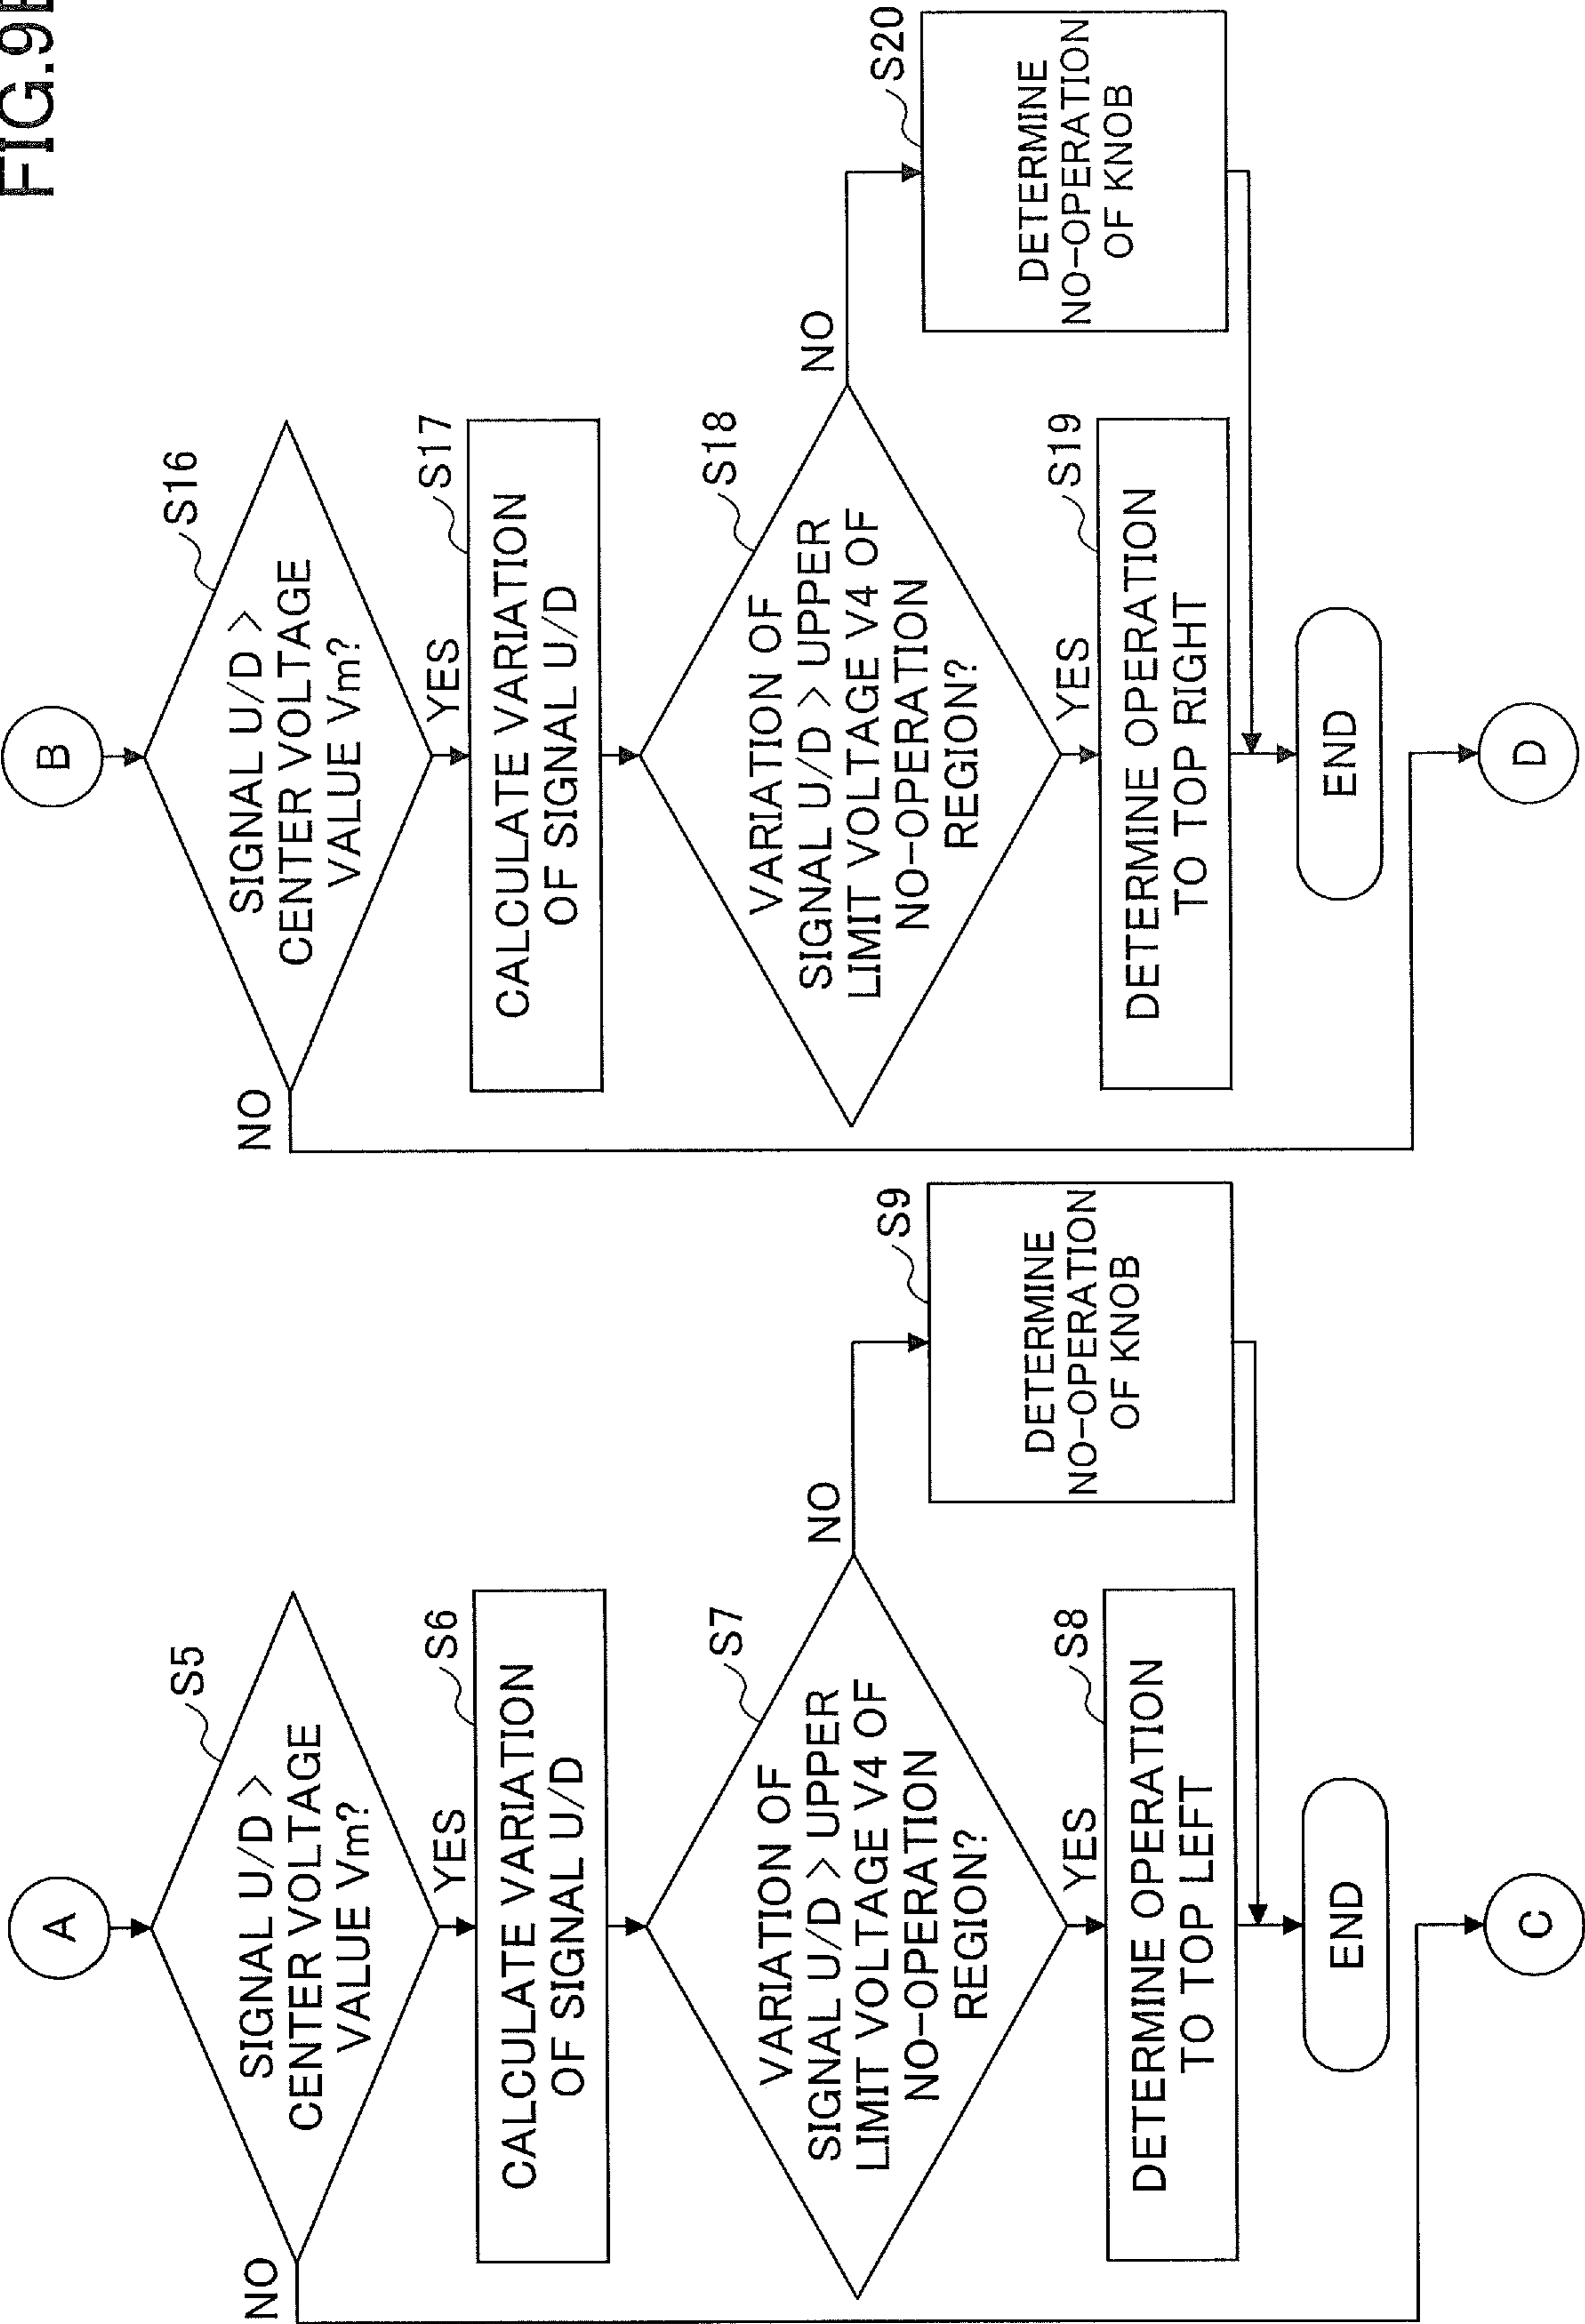 FIG.9B
A
SIGNAL U/D >
CENTER VOLTAGE
VALUE Vm?
S5
NO
YES
CALCULATE VARIATION
OF SIGNAL U/D
S6
VARIATION OF
SIGNAL U/D > UPPER
LIMIT VOLTAGE V4 OF
NO-OPERATION
REGION?
S7
NO
YES
DETERMINE OPERATION
TO TOP LEFT
S8
DETERMINE
NO-OPERATION
OF KNOB
S9
END
C
B
SIGNAL U/D >
CENTER VOLTAGE
VALUE Vm?
S16
NO
YES
CALCULATE VARIATION
OF SIGNAL U/D
S17
VARIATION OF
SIGNAL U/D > UPPER
LIMIT VOLTAGE V4 OF
NO-OPERATION
REGION?
S18
NO
YES
DETERMINE OPERATION
TO TOP RIGHT
S19
DETERMINE
NO-OPERATION
OF KNOB
S20
END
D